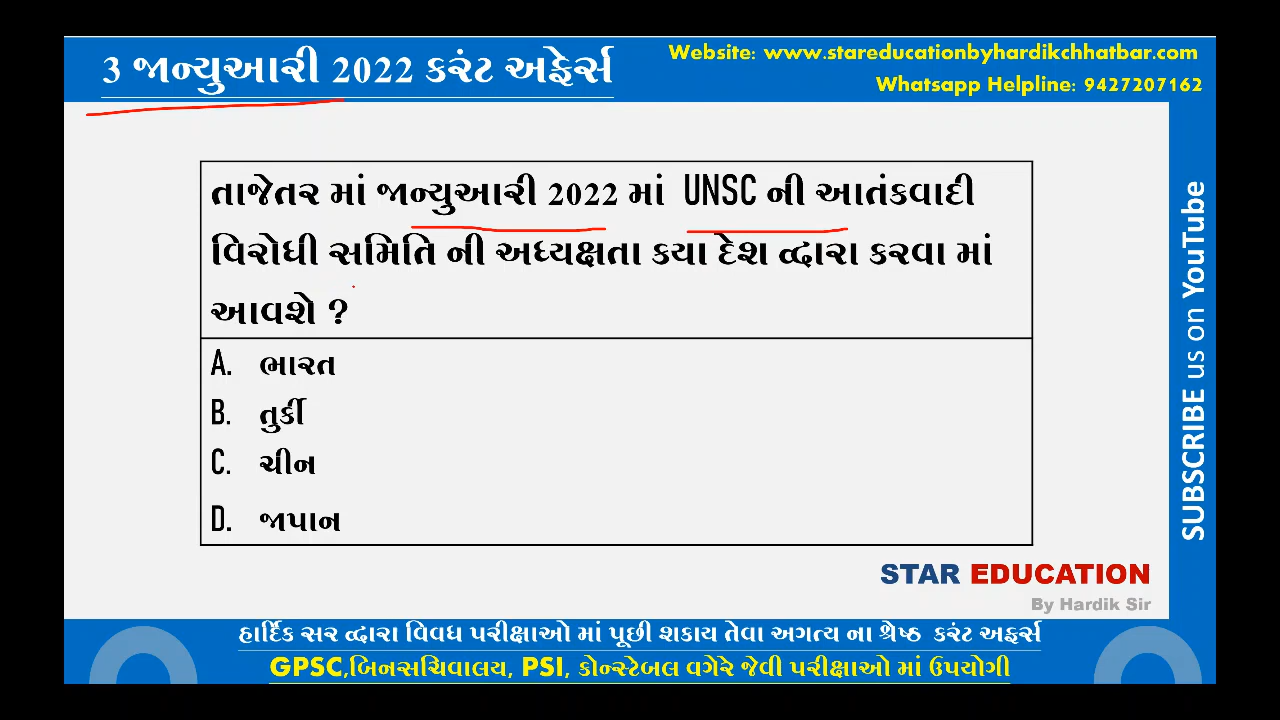 3 જાન્યુઆરી 2022 કરંટ અફેર્સ
Website: www.stareducationbyhardikchhatbar.com
Whatsapp Helpline: 9427207162
તાજેતર માં જાન્યુઆરી 2022 માં UNSC ની આતંકવાદી
વિરોધી સમિતિ ની અધ્યક્ષતા કયા દેશ દ્વારા કરવા માં
આવશે ?
A. ભારત
B. તુર્કી
C. ચીન
D. જાપાન
SUBSCRIBE us on YouTube
STAR EDUCATION
By Hardik Sir
હાર્દિક સર દ્વારા વિવિધ પરીક્ષાઓ માં પૂછી શકાય તેવા અગત્ય ના શ્રેષ્ઠ કરંટ અફર્સ
GPSC,બિનસચિવાલય, PSI, કોન્સ્ટેબલ વગેરે જેવી પરીક્ષાઓ માં ઉપયોગી